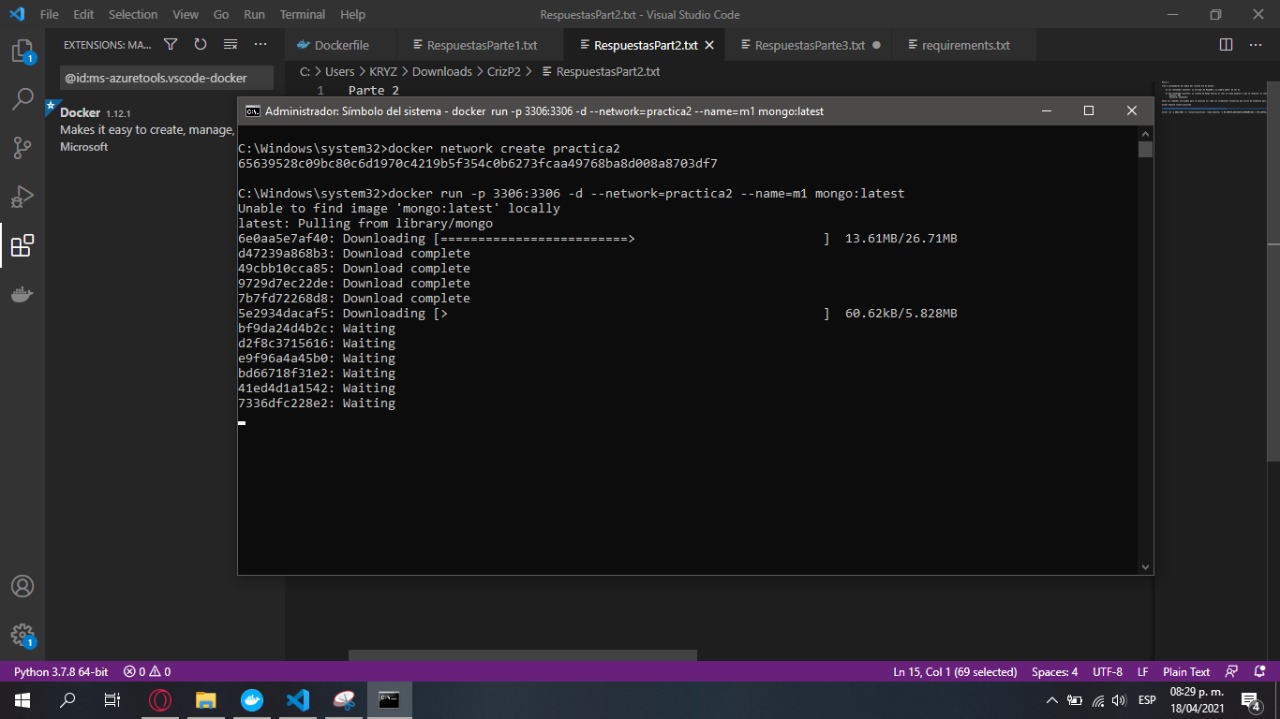 File Edit Selection View Go Run Terminal Help RespuestasPart2.txt - Visual Studio Code
EXTENSIONS: MA... ...
Dockerfile RespuestasParte1.txt RespuestasPart2.txt RespuestasParte3.txt requirements.txt ...
@id:ms-azuretools.vscode-docker
C: > Users > KRYZ > Downloads > CrizP2 > RespuestasPart2.txt
1 Parte 2
Docker 1.12.1
Makes it easy to create, manage,
Microsoft
Administrador: Símbolo del sistema - docker run -p 3306:3306 -d --network=practica2 --name=m1 mongo:latest
C:\Windows\system32>docker network create practica2
65639528c09bc80c6d1970c4219b5f354c0b6273fcaa49768ba8d008a8703df7
C:\Windows\system32>docker run -p 3306:3306 -d --network=practica2 --name=m1 mongo:latest
Unable to find image 'mongo:latest' locally
latest: Pulling from library/mongo
6e0aa5e7af40: Downloading [=========================> ] 13.61MB/26.71MB
d47239a868b3: Download complete
49cbb10cca85: Download complete
9729d7ec22de: Download complete
7b7fd72268d8: Download complete
5e2934dacaf5: Downloading [> ] 60.62kB/5.828MB
bf9da24d4b2c: Waiting
d2f8c3715616: Waiting
e9f96a4a45b0: Waiting
bd66718f31e2: Waiting
41ed4d1a1542: Waiting
7336dfc228e2: Waiting
1
1
Python 3.7.8 64-bit 0 0 Ln 15, Col 1 (69 selected) Spaces: 4 UTF-8 LF Plain Text
ESP
08:29 p. m.
18/04/2021
4